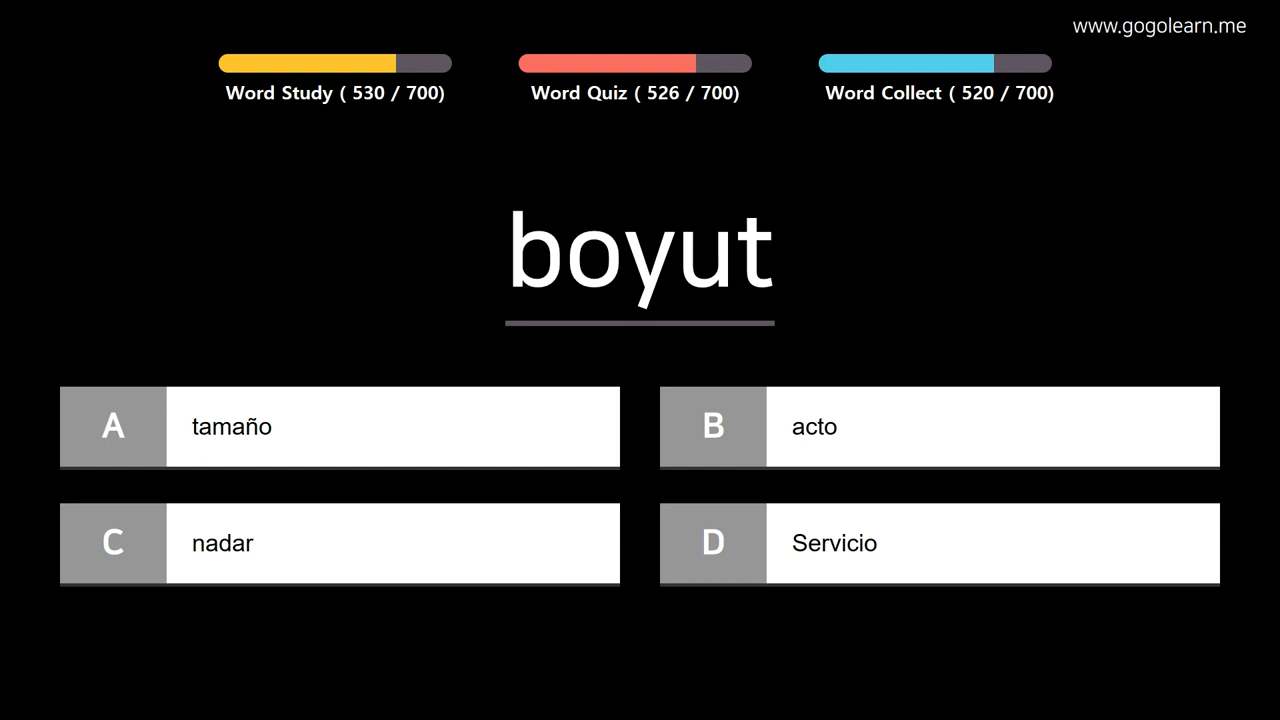 www.gogolearn.me
Word Study ( 530 / 700)
Word Quiz ( 526 / 700)
Word Collect ( 520 / 700)
boyut
A
tamaño
B
acto
C
nadar
D
Servicio